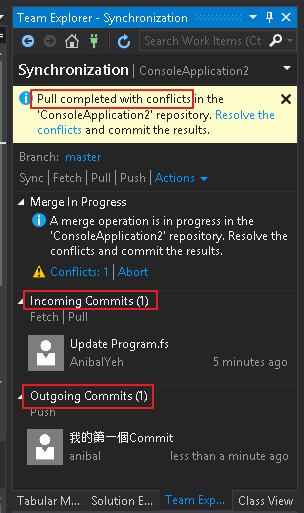 Team Explorer - Synchronization
Search Work Items (Ct
Synchronization | ConsoleApplication2
Pull completed with conflicts in the
'ConsoleApplication2' repository. Resolve the
conflicts and commit the results.
Branch: master
Sync | Fetch | Pull | Push | Actions
Merge In Progress
A merge operation is in progress in the
'ConsoleApplication2' repository. Resolve the
conflicts and commit the results.
Conflicts: 1 | Abort
Incoming Commits (1)
Fetch | Pull
Update Program.fs
AnibalYeh 5 minutes ago
Outgoing Commits (1)
Push
我的第一個Commit
anibal less than a minute ago
Tabular M... Solution E... Team Exp... Class View